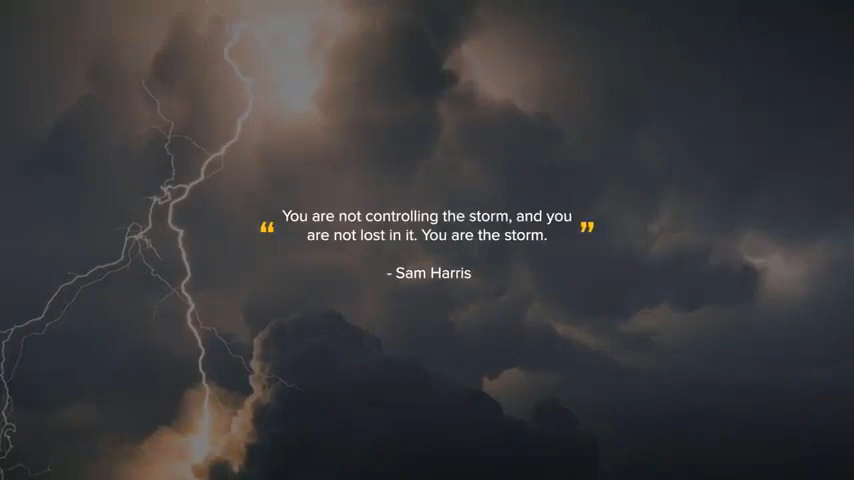 “ You are not controlling the storm, and you
are not lost in it. You are the storm. ”
- Sam Harris